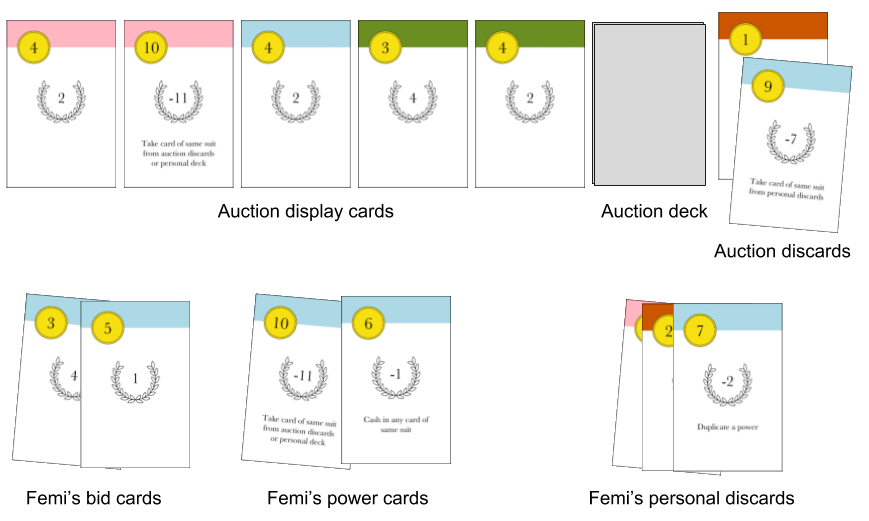 4
2
10
-11
Take card of same suit
from auction discards
or personal deck
4
2
3
4
4
2
1
9
-7
Take card of same suit
from personal discards
Auction display cards
Auction deck
Auction discards
3
4
5
1
10
-11
Take card of same suit
from auction discards
or personal deck
6
-1
Cash in any card of
same suit
2
7
-2
Duplicate a power
Femi's bid cards
Femi's power cards
Femi's personal discards